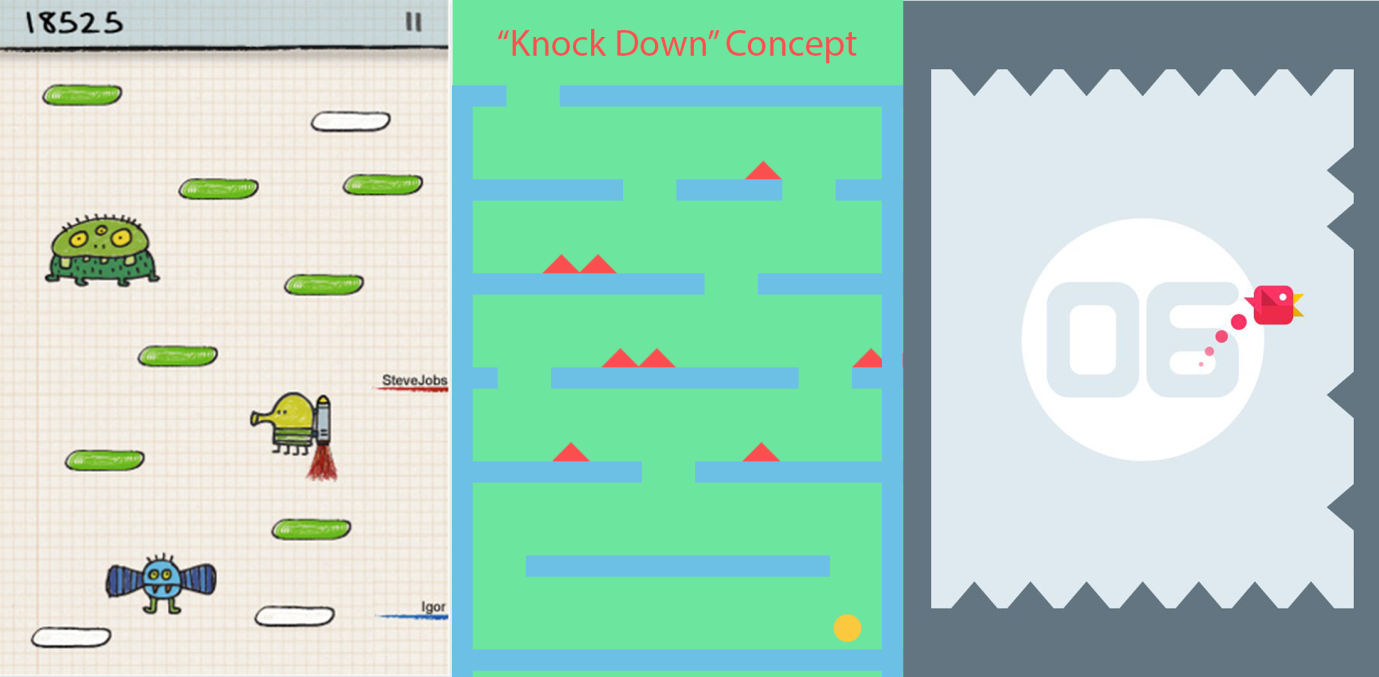 18525
“Knock Down” Concept
SteveJobs
06
Igor